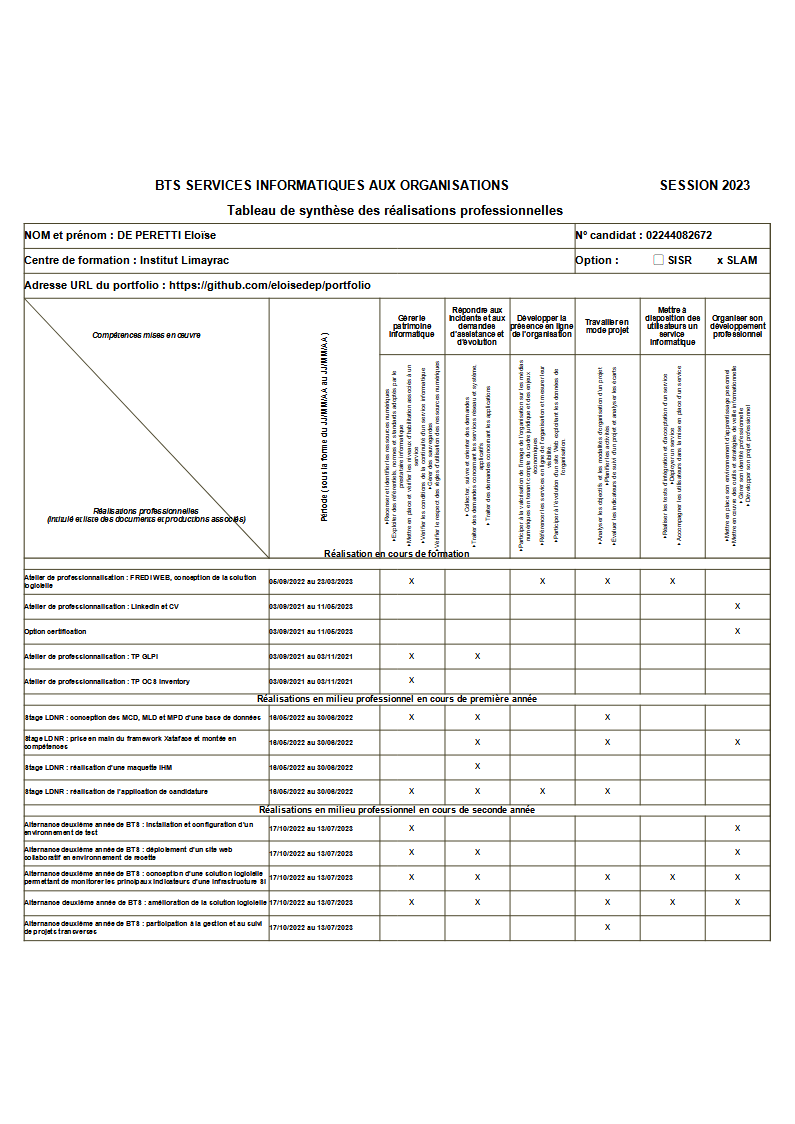 BTS SERVICES INFORMATIQUES AUX ORGANISATIONS SESSION 2023
Tableau de synthèse des réalisations professionnelles
NOM et prénom : DE PERETTI Eloïse N° candidat : 02244082672
Centre de formation : Institut Limayrac Option : SISR x SLAM
Adresse URL du portfolio : https://github.com/eloisedep/portfolio
Compétences mises en œuvre
Réalisations professionnelles
(intitulé et liste des documents et productions associés)
Période (sous la forme du JJ/MM/AA au JJ/MM/AA)
Gérer le
patrimoine
informatique
Répondre aux
incidents et aux
demandes
d'assistance et
d'évolution
Développer la
présence en ligne
de l'organisation
Travailler en
mode projet
Mettre à
disposition des
utilisateurs un
service
informatique
Organiser son
développement
professionnel
▪Recenser et identifier les ressources numériques
▪Exploiter des référentiels, normes et standards adoptés par le
prestataire informatique
▪Mettre en place et vérifier les niveaux d'habilitation associés à un
service
▪Vérifier les conditions de la continuité d'un service informatique
▪Gérer des sauvegardes
▪Vérifier le respect des règles d'utilisation des ressources numériques
▪Collecter, suivre et orienter des demandes
▪Traiter des demandes concernant les services réseau et système,
applicatifs
▪Traiter des demandes concernant les applications
▪Participer à la valorisation de l'image de l'organisation sur les médias
numériques en tenant compte du cadre juridique et des enjeux
économiques
▪Référencer les services en ligne de l'organisation et mesurer leur
visibilité.
▪Participer à l'évolution d'un site Web exploitant les données de
l'organisation
▪Analyser les objectifs et les modalités d'organisation d'un projet
▪Planifier les activités
▪Évaluer les indicateurs de suivi d'un projet et analyser les écarts
▪Réaliser les tests d'intégration et d'acceptation d'un service
▪Déployer un service
▪Accompagner les utilisateurs dans la mise en place d'un service
▪Mettre en place son environnement d'apprentissage personnel
▪Mettre en œuvre des outils et stratégies de veille informationnelle
▪Gérer son identité professionnelle
▪Développer son projet professionnel
Réalisation en cours de formation
Atelier de professionnalisation : FREDI WEB, conception de la solution
logicielle 05/09/2022 au 23/03/2023 X X X X
Atelier de professionnalisation : Linkedin et CV 03/09/2021 au 11/05/2023 X
Option certification 03/09/2021 au 11/05/2023 X
Atelier de professionnalisation : TP GLPI 03/09/2021 au 03/11/2021 X X
Atelier de professionnalisation : TP OCS Inventory 03/09/2021 au 03/11/2021 X
Réalisations en milieu professionnel en cours de première année
Stage LDNR : conception des MCD, MLD et MPD d'une base de données 16/05/2022 au 30/06/2022 X X X
Stage LDNR : prise en main du framework Xataface et montée en
compétences 16/05/2022 au 30/06/2022 X X X
Stage LDNR : réalisation d'une maquette IHM 16/05/2022 au 30/06/2022 X
Stage LDNR : réalisation de l'application de candidature 16/05/2022 au 30/06/2022 X X X X
Réalisations en milieu professionnel en cours de seconde année
Alternance deuxième année de BTS : installation et configuration d'un
environnement de test 17/10/2022 au 13/07/2023 X X
Alternance deuxième année de BTS : déploiement d'un site web
collaboratif en environnement de recette 17/10/2022 au 13/07/2023 X X X
Alternance deuxième année de BTS : conception d'une solution logicielle
permettant de monitorer les principaux indicateurs d'une infrastructure SI 17/10/2022 au 13/07/2023 X X X X X
Alternance deuxième année de BTS : amélioration de la solution logicielle 17/10/2022 au 13/07/2023 X X X X X
Alternance deuxième année de BTS : participation à la gestion et au suivi
de projets transverses 17/10/2022 au 13/07/2023 X